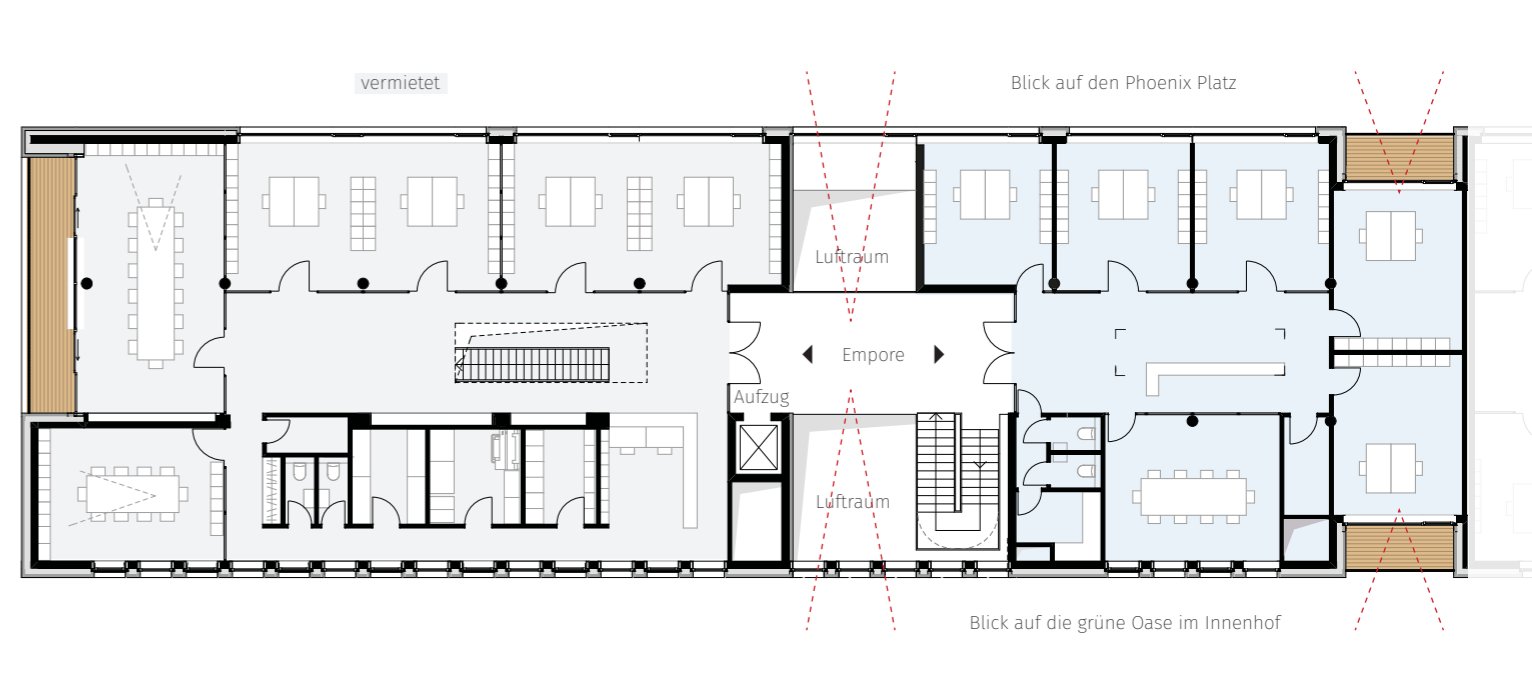 vermietet
Blick auf den Phoenix Platz
Luftraum
Empore
Aufzug
Luftraum
Blick auf die grüne Oase im Innenhof